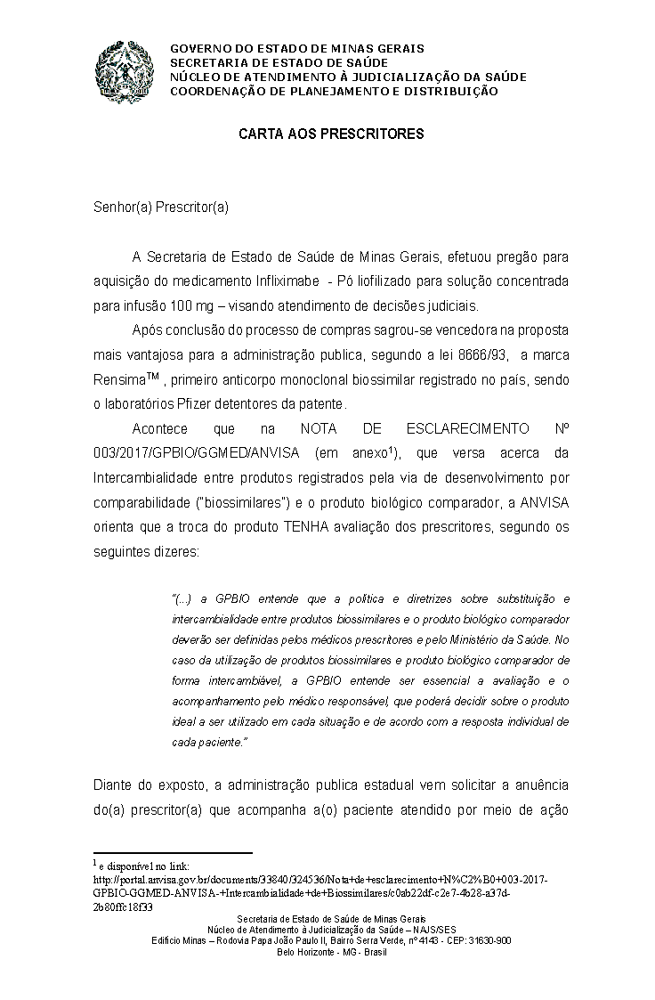 GOVERNO DO ESTADO DE MINAS GERAIS
SECRETARIA DE ESTADO DE SAÚDE
NÚCLEO DE ATENDIMENTO À JUDICIALIZAÇÃO DA SAÚDE
COORDENAÇÃO DE PLANEJAMENTO E DISTRIBUIÇÃO
CARTA AOS PRESCRITORES
Senhor(a) Prescritor(a)
A Secretaria de Estado de Saúde de Minas Gerais, efetuou pregão para
aquisição do medicamento Infliximabe - Pó liofilizado para solução concentrada
para infusão 100 mg – visando atendimento de decisões judiciais.
Após conclusão do processo de compras sagrou-se vencedora na proposta
mais vantajosa para a administração publica, segundo a lei 8666/93, a marca
Rensima™ , primeiro anticorpo monoclonal biossimilar registrado no país, sendo
o laboratórios Pfizer detentores da patente.
Acontece que na NOTA DE ESCLARECIMENTO Nº
003/2017/GPBIO/GGMED/ANVISA (em anexo¹), que versa acerca da
Intercambialidade entre produtos registrados pela via de desenvolvimento por
comparabilidade (“biossimilares”) e o produto biológico comparador, a ANVISA
orienta que a troca do produto TENHA avaliação dos prescritores, segundo os
seguintes dizeres:
“(...) a GPBIO entende que a política e diretrizes sobre substituição e
intercambialidade entre produtos biossimilares e o produto biológico comparador
deverão ser definidas pelos médicos prescritores e pelo Ministério da Saúde. No
caso da utilização de produtos biossimilares e produto biológico comparador de
forma intercambiável, a GPBIO entende ser essencial a avaliação e o
acompanhamento pelo médico responsável, que poderá decidir sobre o produto
ideal a ser utilizado em cada situação e de acordo com a resposta individual de
cada paciente.”
Diante do exposto, a administração publica estadual vem solicitar a anuência
do(a) prescritor(a) que acompanha a(o) paciente atendido por meio de ação
¹ e disponível no link:
http://portal.anvisa.gov.br/documents/33840/324536/Nota+de+esclarecimento+N%C2%B0+003-2017-
GPBIO-GGMED-ANVISA-+Intercambialidade+de+Biossimilares/c0ab22df-c2e7-4b28-a37d-
2b80ffc18f33
Secretaria de Estado de Saúde de Minas Gerais
Núcleo de Atendimento à Judicialização da Saúde – NAJS/SES
Edifício Minas – Rodovia Papa João Paulo II, Bairro Serra Verde, nº 4143 - CEP: 31630-900
Belo Horizonte - MG - Brasil